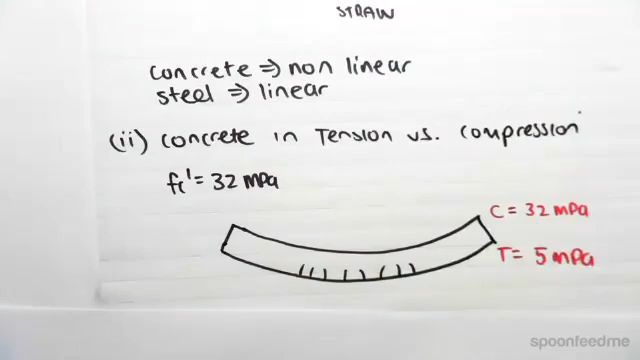 STRAIN
concrete => non linear
steel => linear
(ii) concrete in Tension vs. compression
fc' = 32 mpa
C = 32 mpa
T = 5 mpa
spoonfeedme